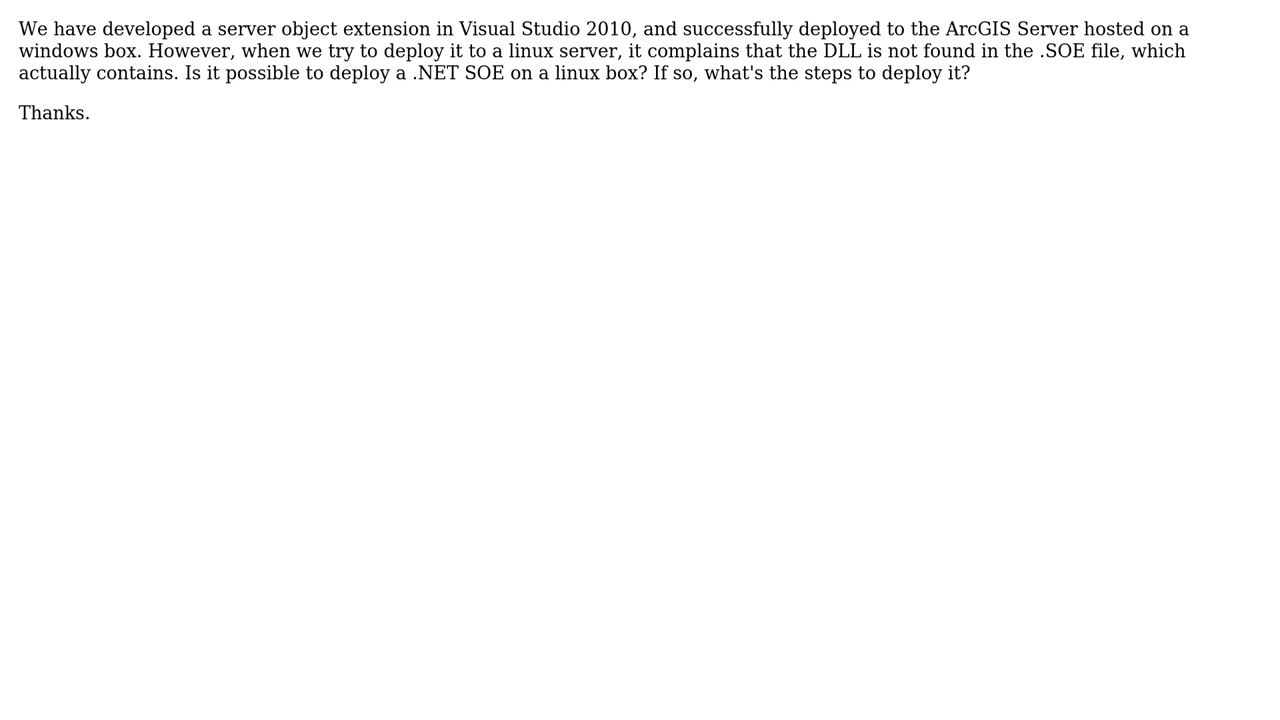 We have developed a server object extension in Visual Studio 2010, and successfully deployed to the ArcGIS Server hosted on a
windows box. However, when we try to deploy it to a linux server, it complains that the DLL is not found in the .SOE file, which
actually contains. Is it possible to deploy a .NET SOE on a linux box? If so, what's the steps to deploy it?
Thanks.